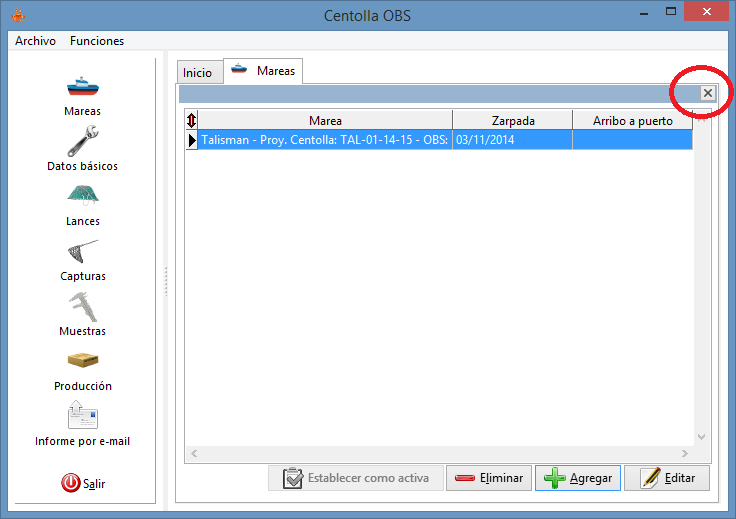 Centolla OBS
Archivo Funciones
Mareas
Datos básicos
Lances
Capturas
Muestras
Producción
Informe por e-mail
Salir
Inicio Mareas
Marea Zarpada Arribo a puerto
Talisman - Proy. Centolla: TAL-01-14-15 - OBS: 03/11/2014
Establecer como activa Eliminar Agregar Editar